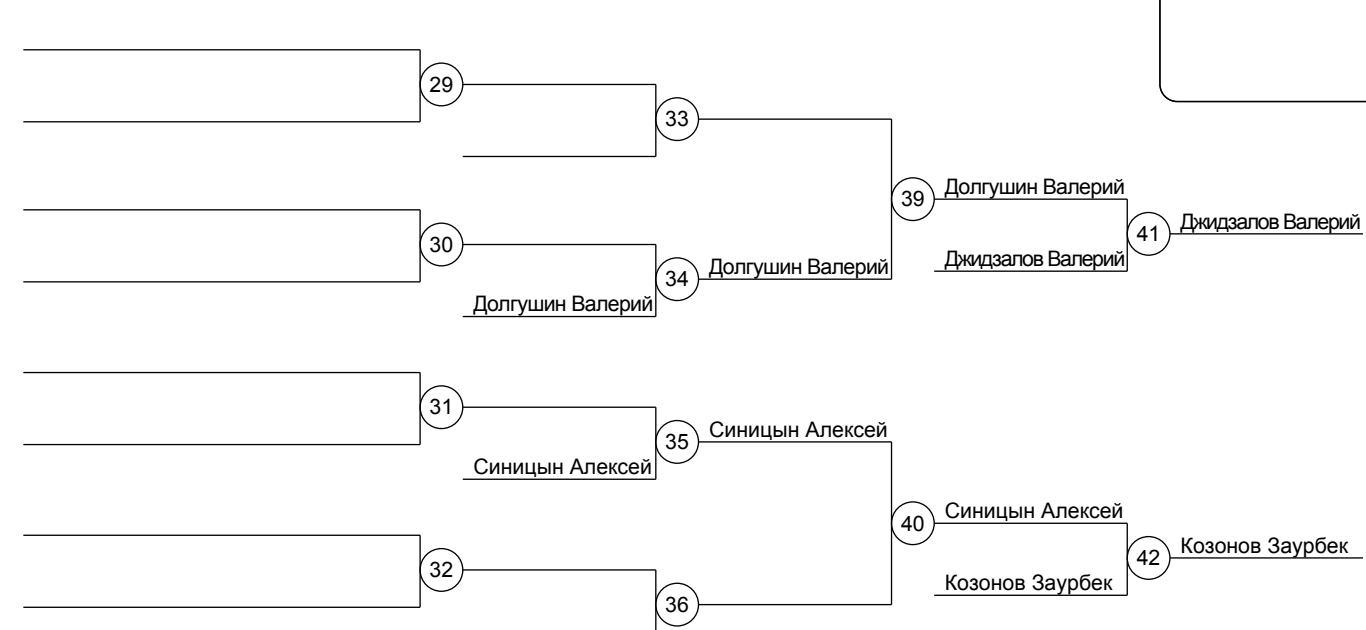 29
33
39
Долгушин Валерий
41
Джидзалов Валерий
30
34
Долгушин Валерий
Джидзалов Валерий
Долгушин Валерий
31
35
Синицын Алексей
Синицын Алексей
40
Синицын Алексей
42
Козонов Заурбек
32
36
Козонов Заурбек